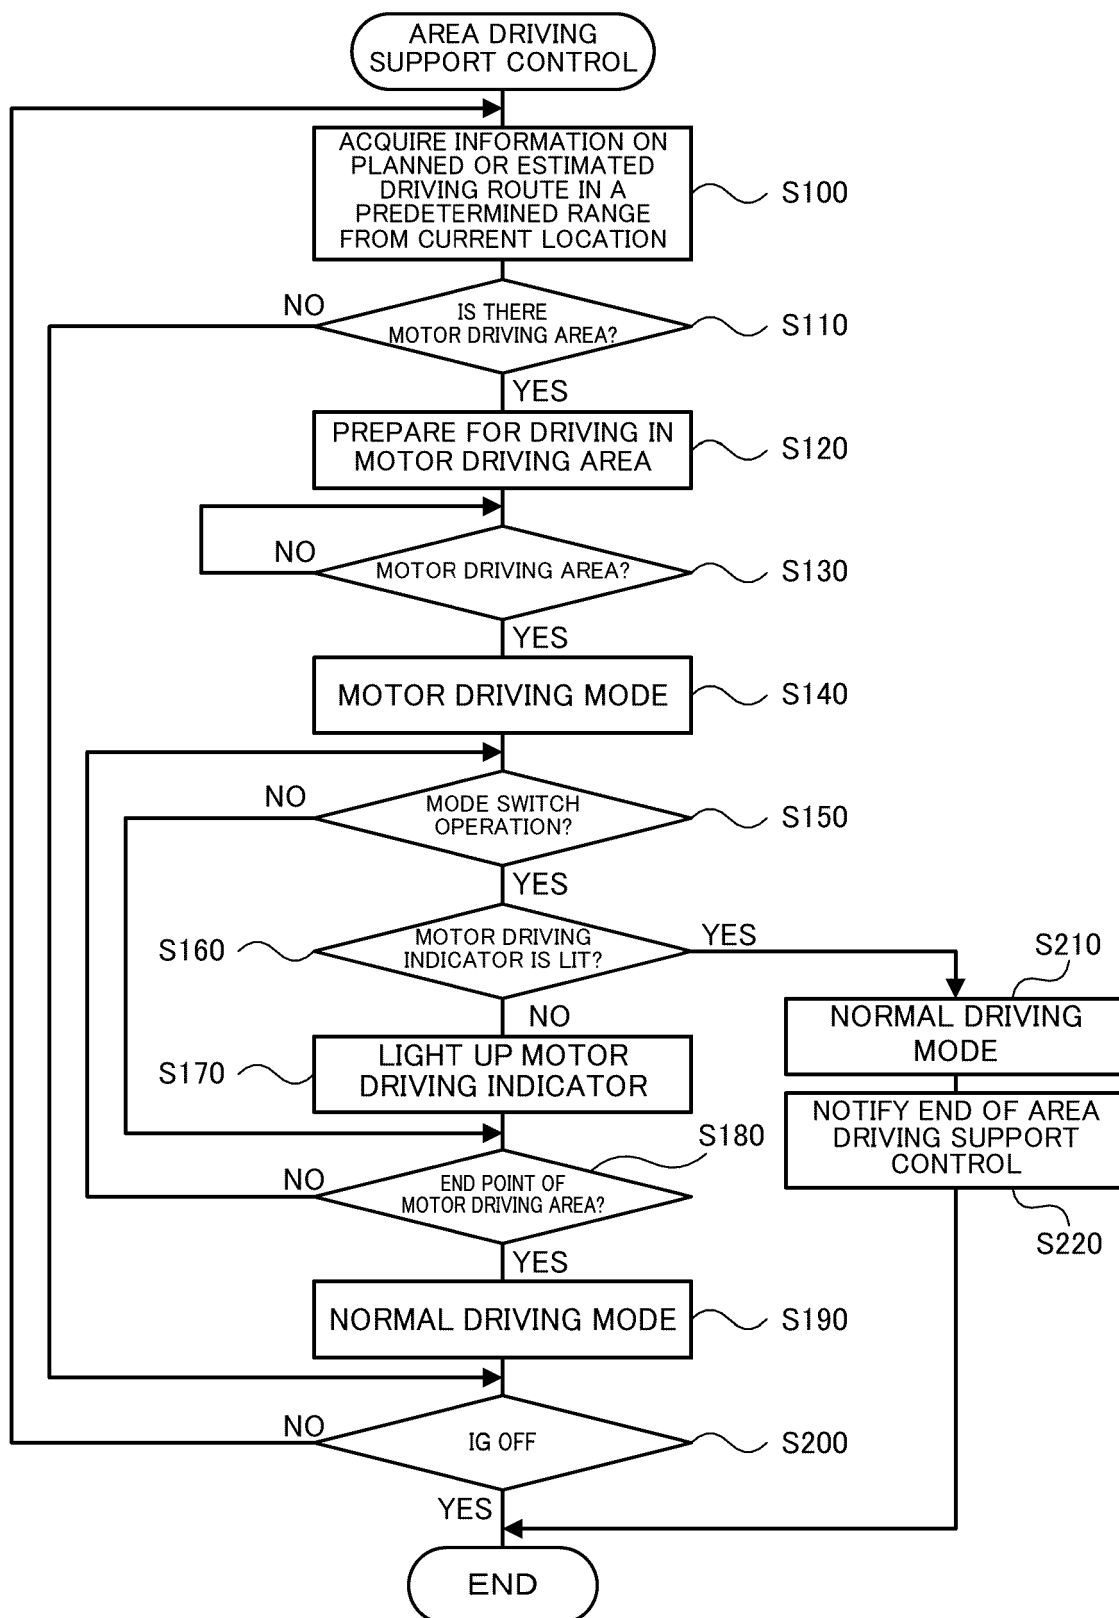 AREA DRIVING
SUPPORT CONTROL
ACQUIRE INFORMATION ON
PLANNED OR ESTIMATED
DRIVING ROUTE IN A
PREDETERMINED RANGE
FROM CURRENT LOCATION
S100
NO
IS THERE
MOTOR DRIVING AREA?
S110
YES
PREPARE FOR DRIVING IN
MOTOR DRIVING AREA
S120
NO
MOTOR DRIVING AREA?
S130
YES
MOTOR DRIVING MODE
S140
NO
MODE SWITCH
OPERATION?
S150
YES
S160
MOTOR DRIVING
INDICATOR IS LIT?
YES
NO
S210
NORMAL DRIVING
MODE
S170
LIGHT UP MOTOR
DRIVING INDICATOR
NOTIFY END OF AREA
DRIVING SUPPORT
CONTROL
S220
S180
NO
END POINT OF
MOTOR DRIVING AREA?
YES
NORMAL DRIVING MODE
S190
NO
IG OFF
S200
YES
END